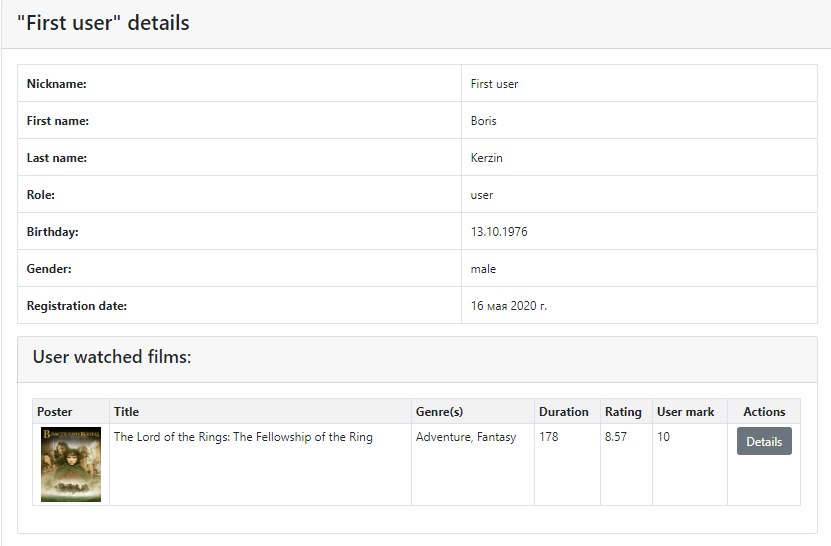 "First user" details
Nickname: First user
First name: Boris
Last name: Kerzin
Role: user
Birthday: 13.10.1976
Gender: male
Registration date: 16 мая 2020 г.
User watched films:
Poster Title Genre(s) Duration Rating User mark Actions
The Lord of the Rings: The Fellowship of the Ring Adventure, Fantasy 178 8.57 10 Details